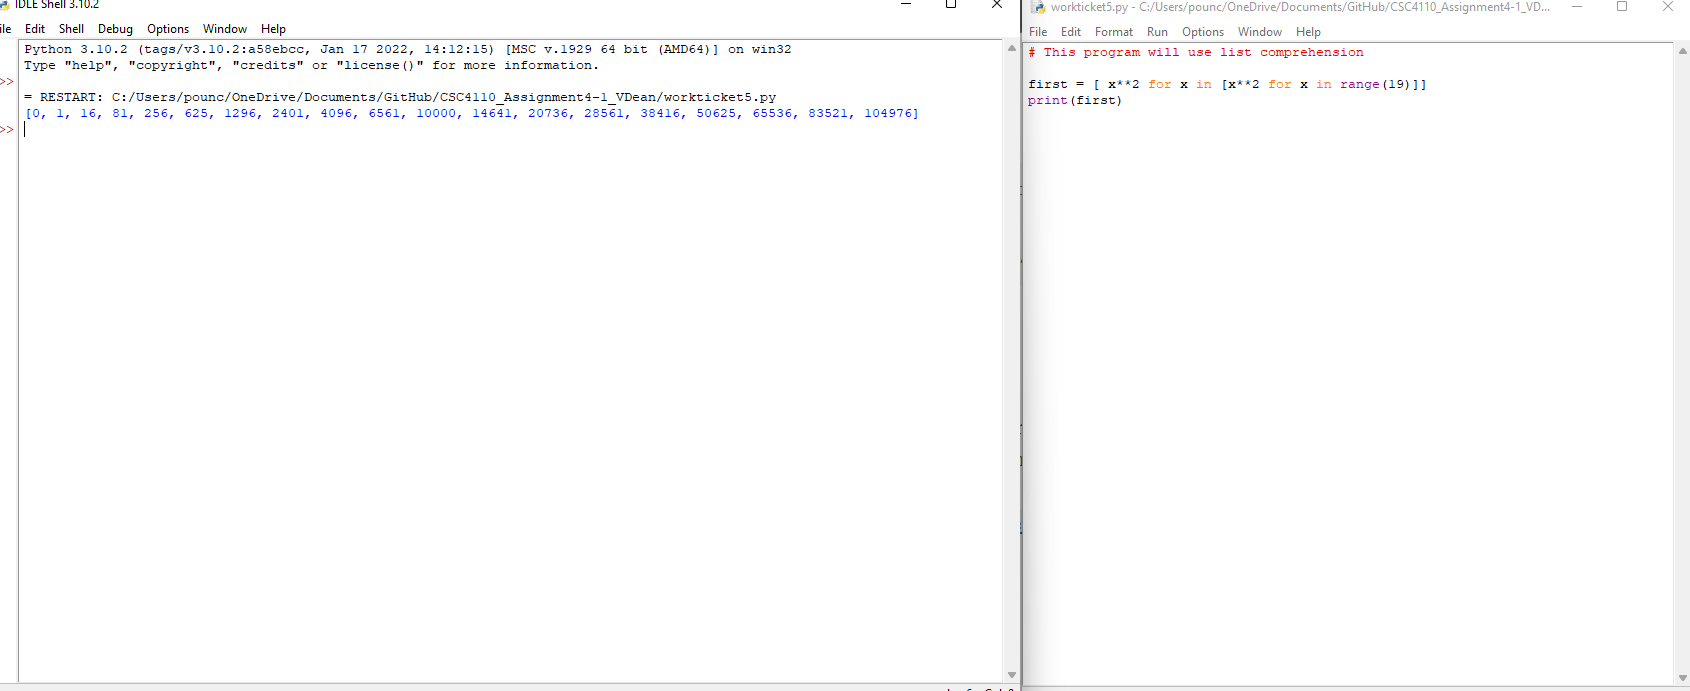 IDLE Shell 3.10.2
ile Edit Shell Debug Options Window Help
Python 3.10.2 (tags/v3.10.2:a58ebcc, Jan 17 2022, 14:12:15) [MSC v.1929 64 bit (AMD64)] on win32
Type "help", "copyright", "credits" or "license()" for more information.
>>
= RESTART: C:/Users/pounc/OneDrive/Documents/GitHub/CSC4110_Assignment4-1_VDean/workticket5.py
[0, 1, 16, 81, 256, 625, 1296, 2401, 4096, 6561, 10000, 14641, 20736, 28561, 38416, 50625, 65536, 83521, 104976]
>>
workticket5.py - C:/Users/pounc/OneDrive/Documents/GitHub/CSC4110_Assignment4-1_VD...
File Edit Format Run Options Window Help
# This program will use list comprehension
first = [ x**2 for x in [x**2 for x in range(19)]]
print(first)